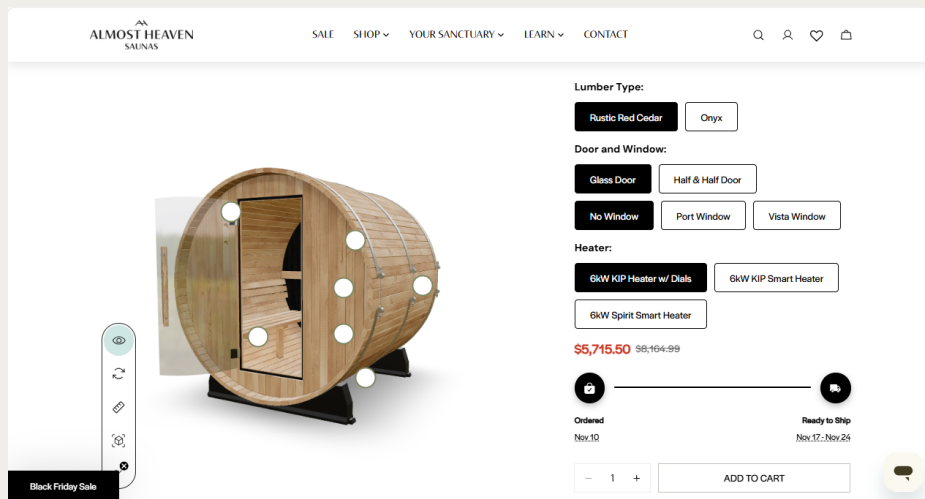 ALMOST HEAVEN
SAUNAS
SALE SHOP YOUR SANCTUARY LEARN CONTACT
Lumber Type:
Rustic Red Cedar Onyx
Door and Window:
Glass Door Half & Half Door
No Window Port Window Vista Window
Heater:
6kW KIP Heater w/ Dials 6kW KIP Smart Heater
6kW Spirit Smart Heater
$5,715.50 $8,164.99
Ordered Ready to Ship
Nov 10 Nov 17 - Nov 24
− 1 + ADD TO CART
Black Friday Sale